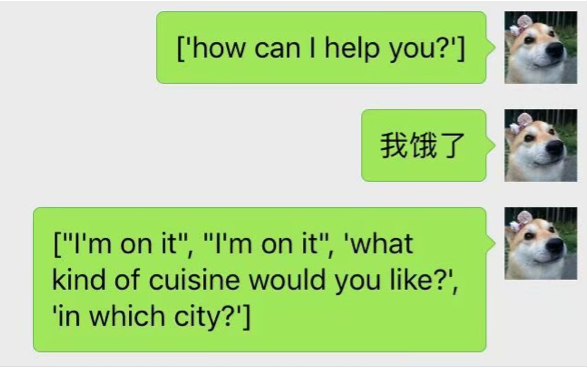 ['how can I help you?']
我饿了
["I'm on it", "I'm on it", 'what
kind of cuisine would you like?',
'in which city?']